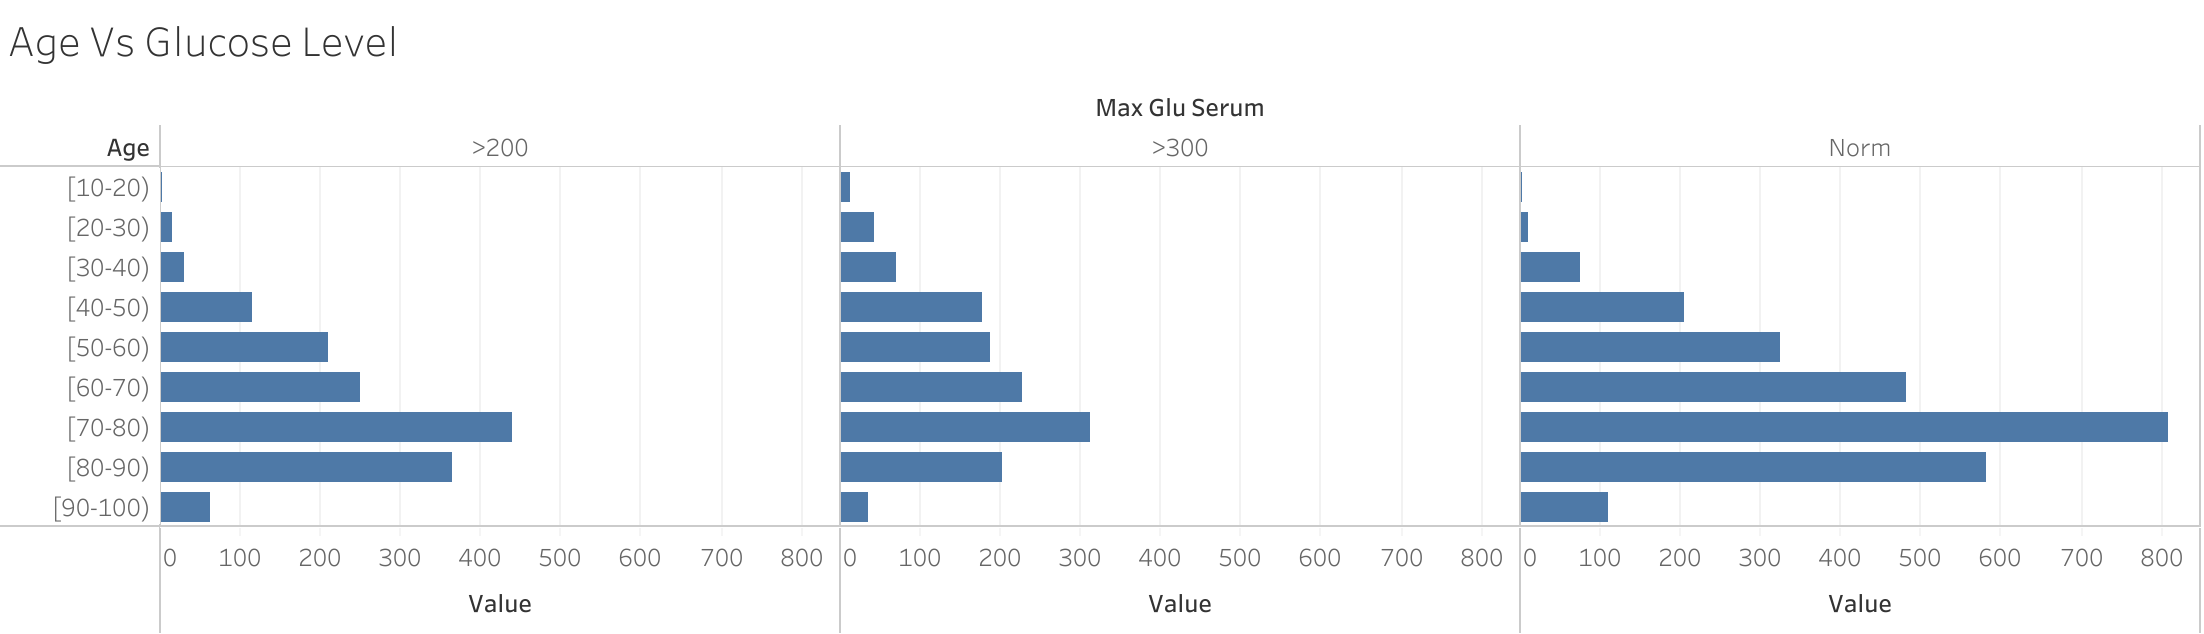 Age Vs Glucose Level
Max Glu Serum
Age >200 >300 Norm
[10-20)
[20-30)
[30-40)
[40-50)
[50-60)
[60-70)
[70-80)
[80-90)
[90-100)
0 100 200 300 400 500 600 700 800 0 100 200 300 400 500 600 700 800 0 100 200 300 400 500 600 700 800
Value Value Value